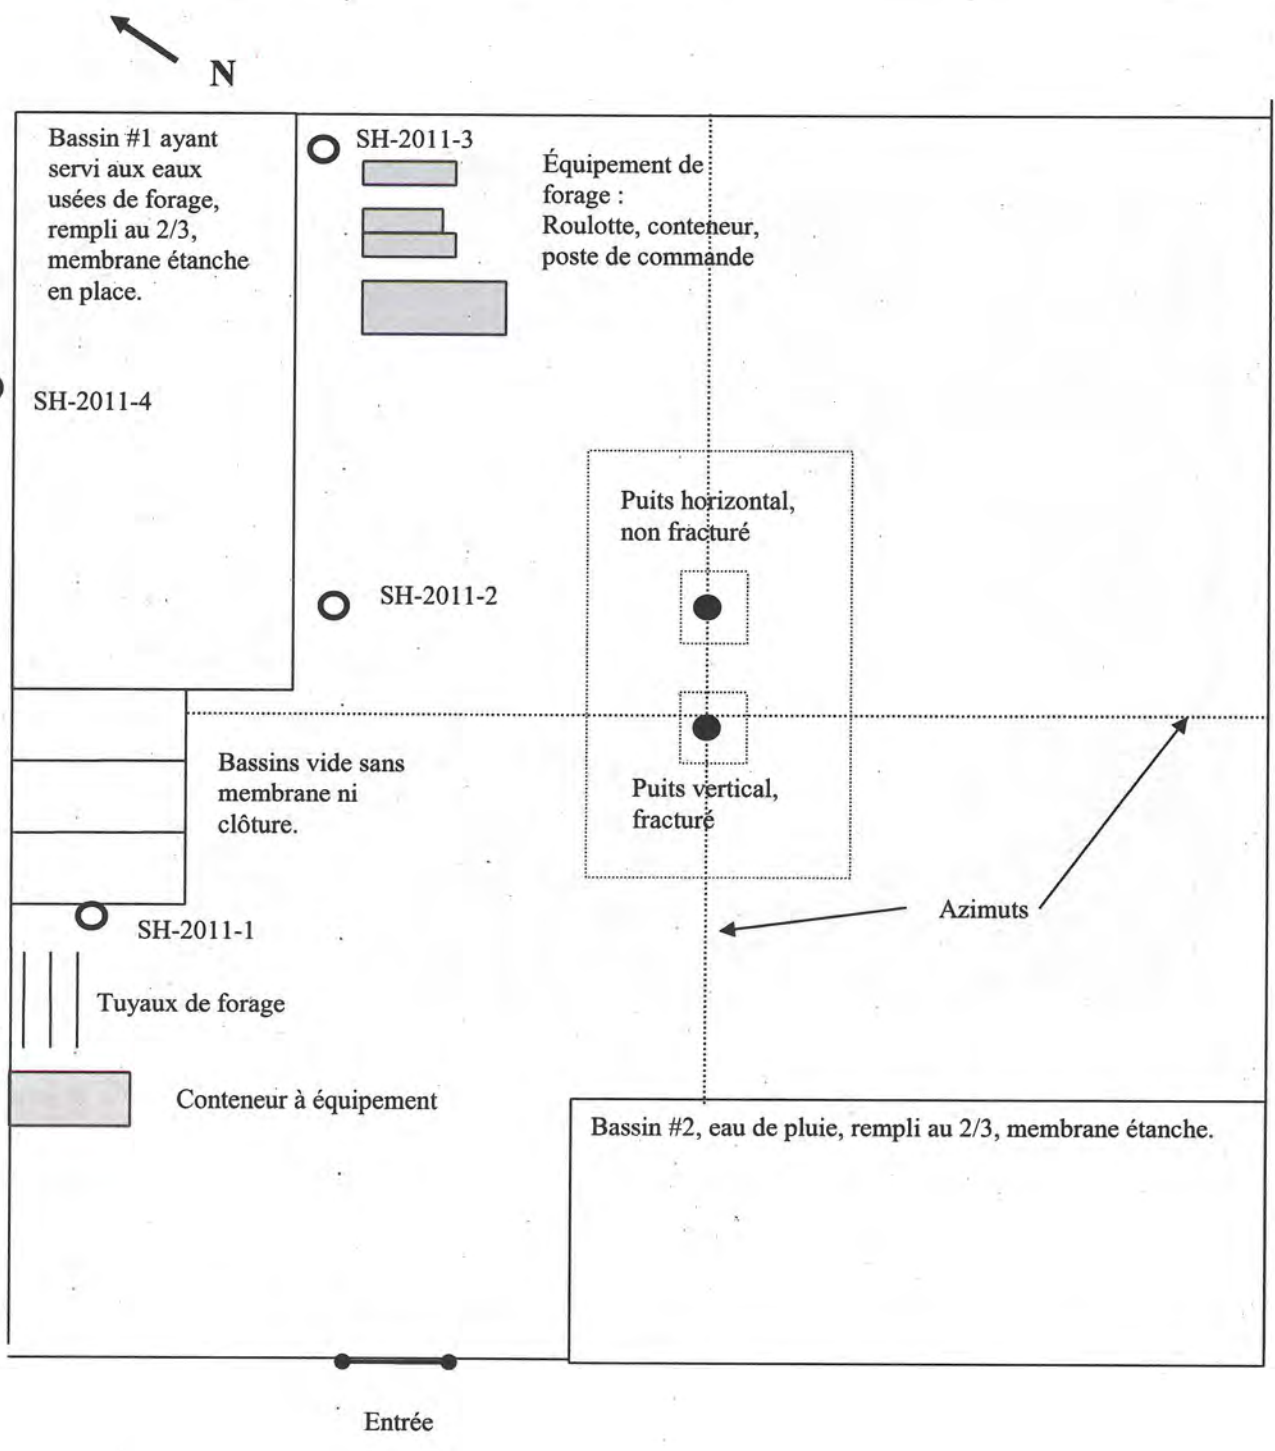 N
Bassin #1 ayant
servi aux eaux
usées de forage,
rempli au 2/3,
membrane étanche
en place.
SH-2011-3
Équipement de
forage :
Roulotte, conteneur,
poste de commande
SH-2011-4
Puits horizontal,
non fracturé
SH-2011-2
Bassins vide sans
membrane ni
clôture.
Puits vertical,
fracturé
Azimuts
SH-2011-1
Tuyaux de forage
Conteneur à équipement
Bassin #2, eau de pluie, rempli au 2/3, membrane étanche.
Entrée